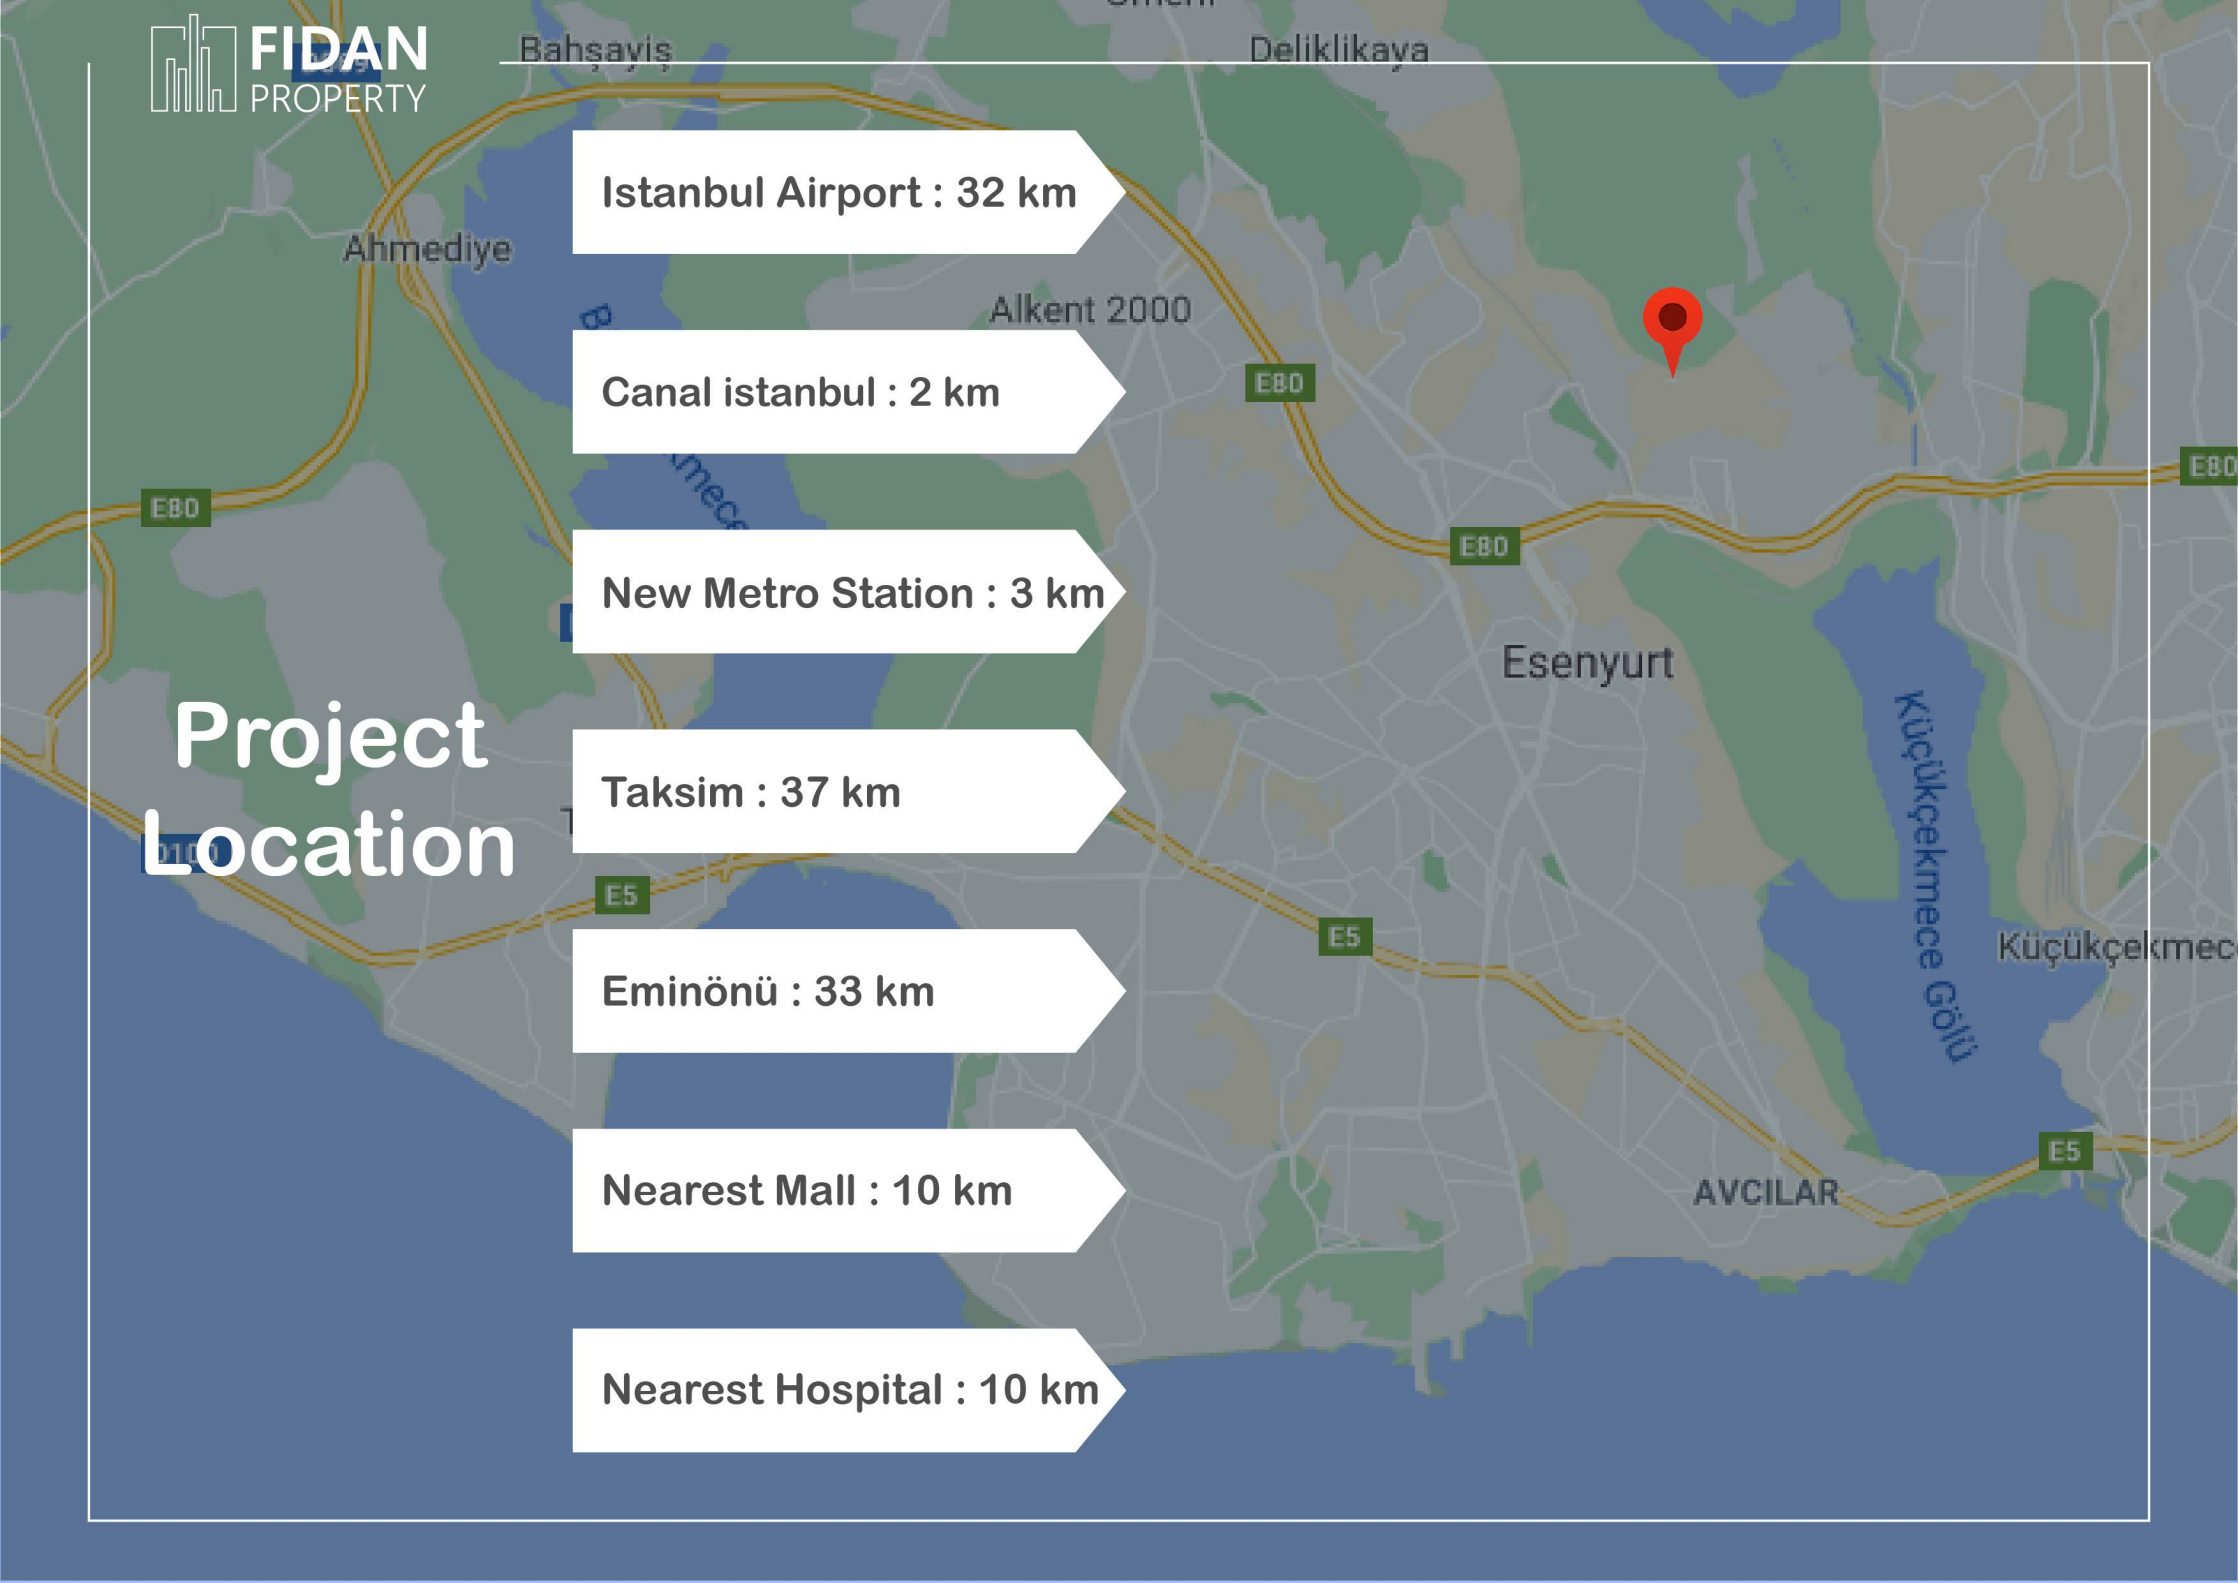 FIDAN
PROPERTY
Bahşayiş
Deliklikaya
Istanbul Airport : 32 km
Ahmediye
Alkent 2000
Canal istanbul : 2 km
E80
E80
E80
E80
New Metro Station : 3 km
Esenyurt
Project
Location
Taksim : 37 km
D100
E5
E5
Küçükçekmece Gölü
Eminönü : 33 km
Nearest Mall : 10 km
E5
AVCILAR
Nearest Hospital : 10 km